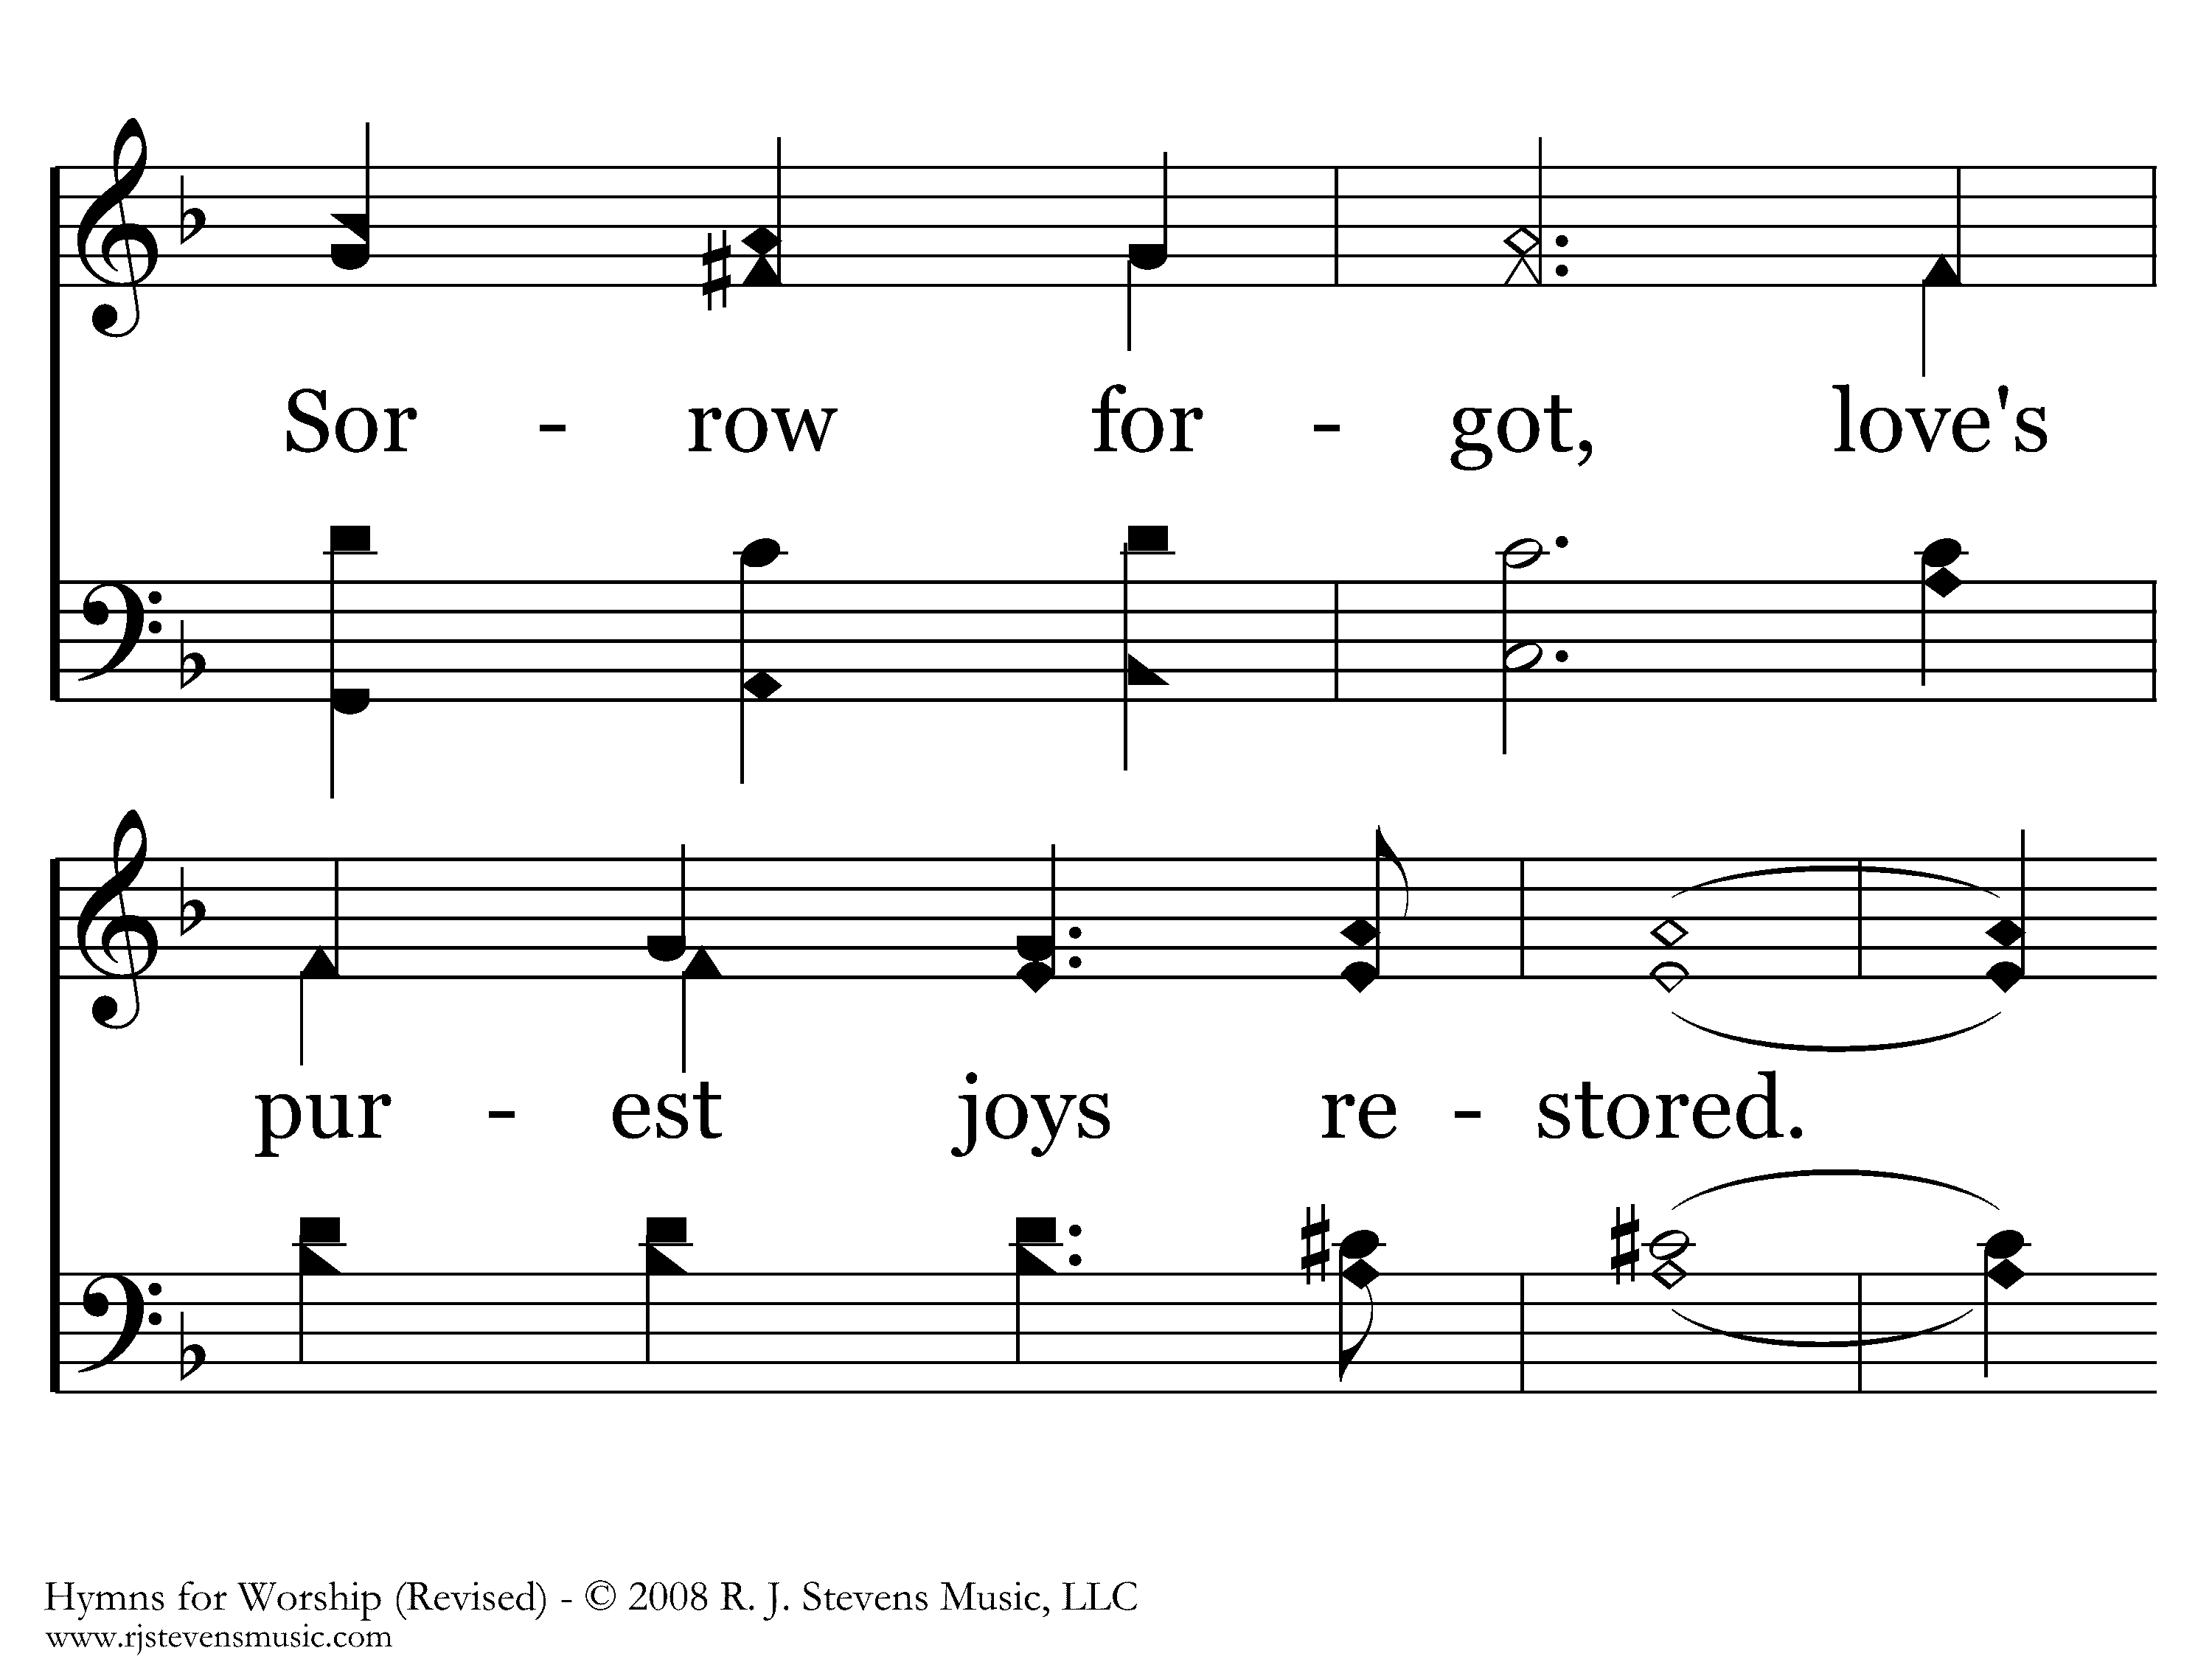 Sor - row for - got, love's
pur - est joys re - stored.
Hymns for Worship (Revised) - © 2008 R. J. Stevens Music, LLC
www.rjstevensmusic.com